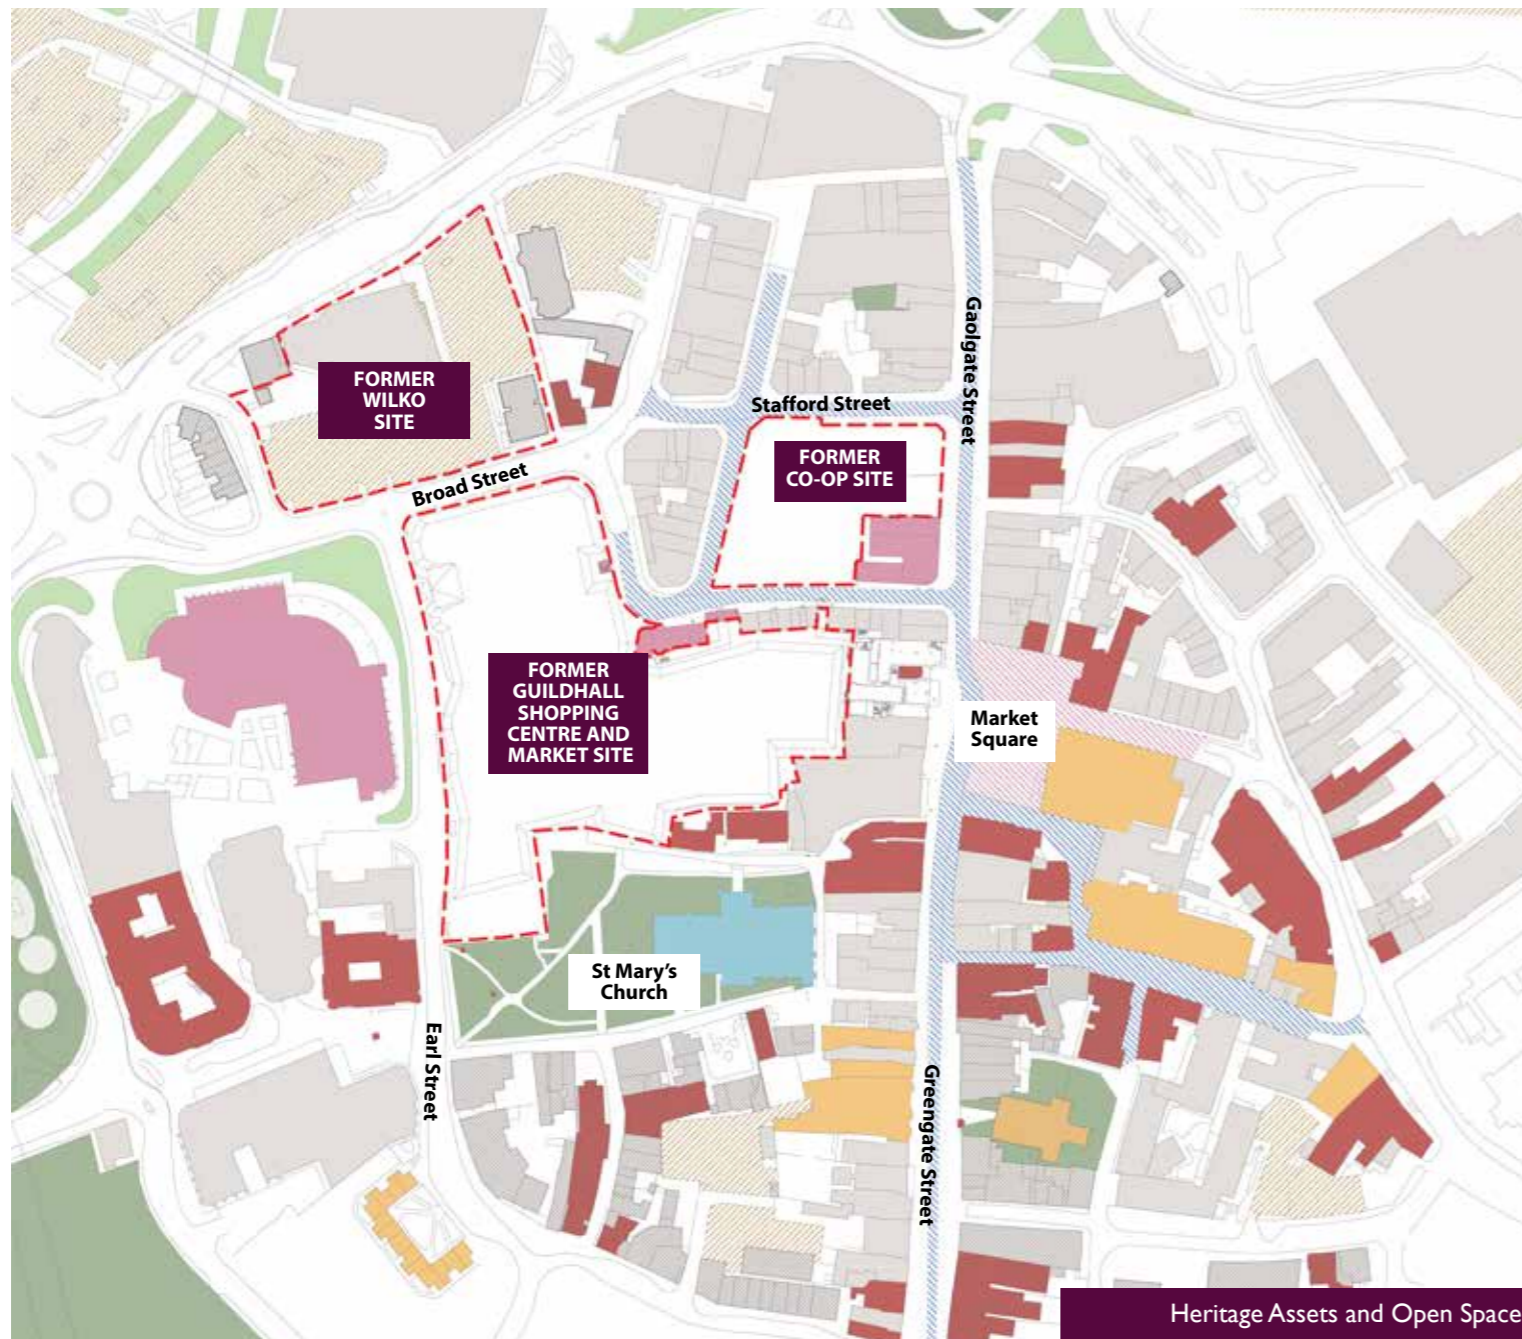 FORMER
WILKO
SITE
Broad Street
Stafford Street
Gaolgate Street
FORMER
CO-OP SITE
FORMER
GUILDHALL
SHOPPING
CENTRE AND
MARKET SITE
Market
Square
St Mary's
Church
Earl Street
Greengate Street
Heritage Assets and Open Space